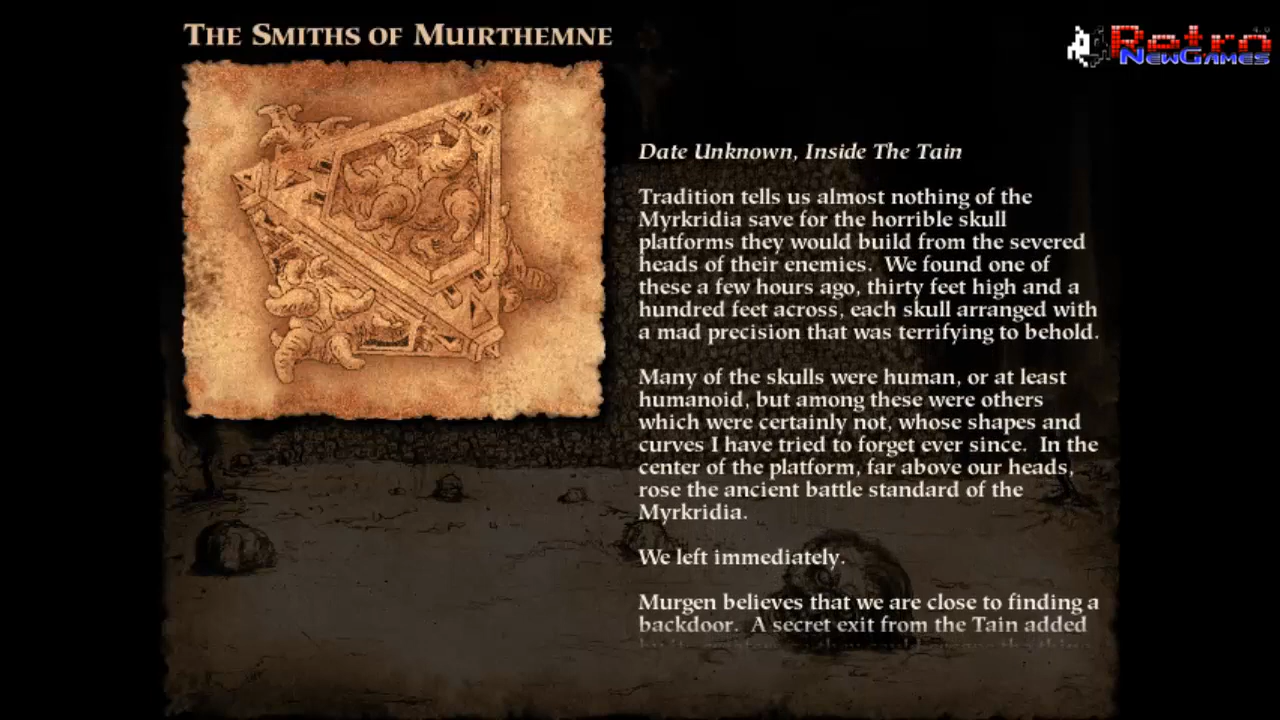 The Smiths of Muirthemne
Retro
NewGames
Date Unknown, Inside The Tain
Tradition tells us almost nothing of the
Myrkridia save for the horrible skull
platforms they would build from the severed
heads of their enemies.  We found one of
these a few hours ago, thirty feet high and a
hundred feet across, each skull arranged with
a mad precision that was terrifying to behold.
Many of the skulls were human, or at least
humanoid, but among these were others
which were certainly not, whose shapes and
curves I have tried to forget ever since.  In the
center of the platform, far above our heads,
rose the ancient battle standard of the
Myrkridia.
We left immediately.
Murgen believes that we are close to finding a
backdoor.  A secret exit from the Tain added